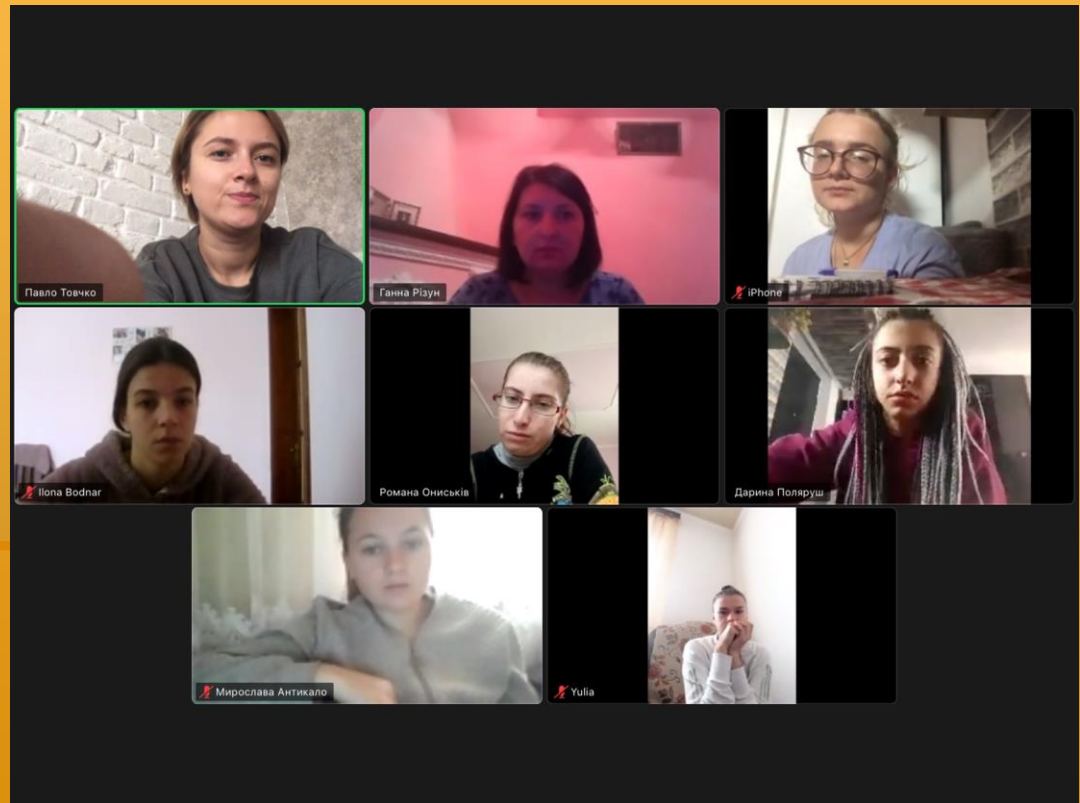 Павло Товчко
Ганна Різун
iPhone
Ilona Bodnar
Романа Ониськів
Дарина Поляруш
Мирослава Антикало
Yulia